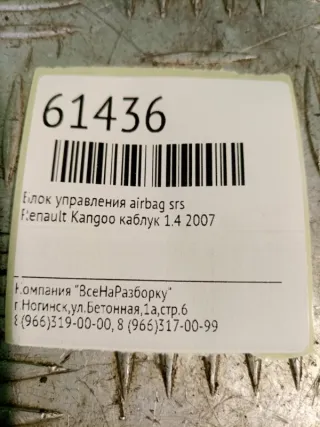 61436
Блок управления airbag srs
Renault Kangoo каблук 1.4 2007
Компания "ВсеНаРазборку"
г.Ногинск,ул.Бетонная,1а,стр.6
8(966)319-00-00, 8 (966)317-00-99